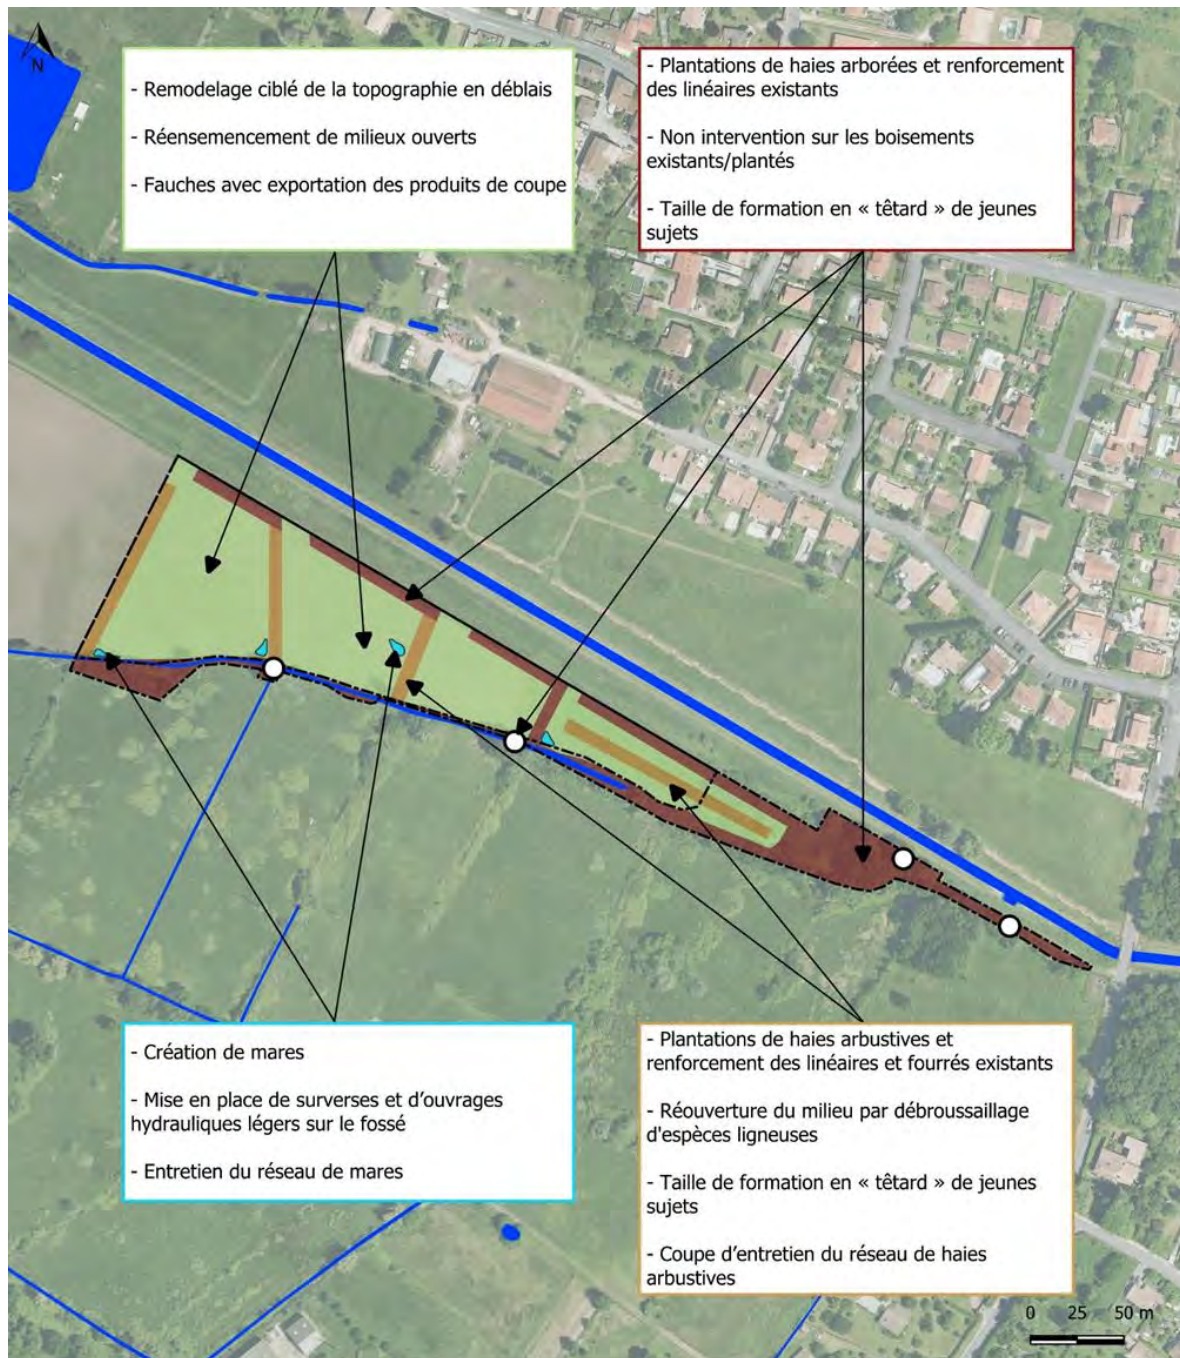 N
- Remodelage ciblé de la topographie en déblais
- Réensemencement de milieux ouverts
- Fauches avec exportation des produits de coupe
- Plantations de haies arborées et renforcement
des linéaires existants
- Non intervention sur les boisements
existants/plantés
- Taille de formation en « têtard » de jeunes
sujets
- Création de mares
- Mise en place de surverses et d'ouvrages
hydrauliques légers sur le fossé
- Entretien du réseau de mares
- Plantations de haies arbustives et
renforcement des linéaires et fourrés existants
- Réouverture du milieu par débroussaillage
d'espèces ligneuses
- Taille de formation en « têtard » de jeunes
sujets
- Coupe d'entretien du réseau de haies
arbustives
0 25 50 m